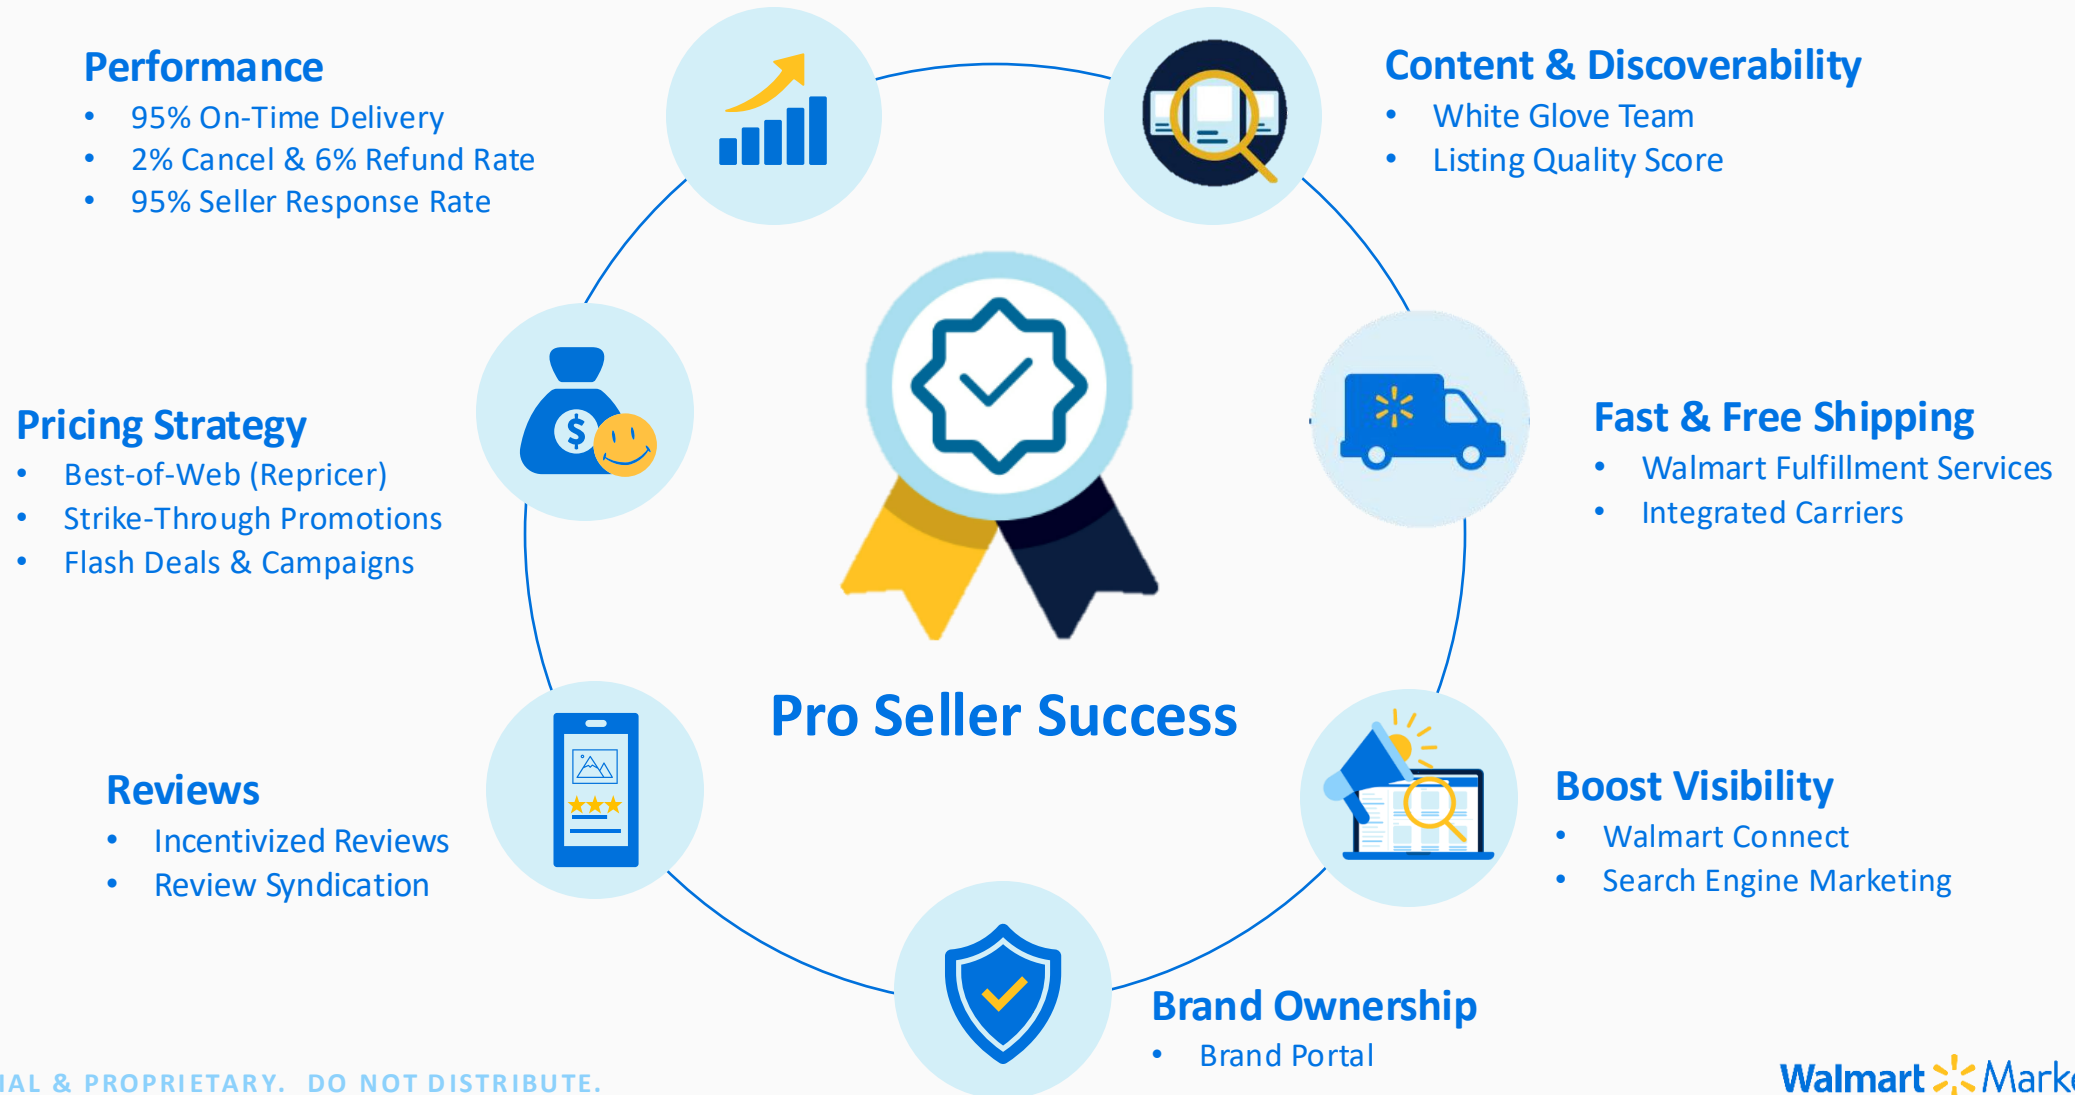 Performance
• 95% On-Time Delivery
• 2% Cancel & 6% Refund Rate
• 95% Seller Response Rate
Content & Discoverability
• White Glove Team
• Listing Quality Score
Pricing Strategy
• Best-of-Web (Repricer)
• Strike-Through Promotions
• Flash Deals & Campaigns
$
Fast & Free Shipping
• Walmart Fulfillment Services
• Integrated Carriers
Pro Seller Success
Reviews
• Incentivized Reviews
• Review Syndication
Boost Visibility
• Walmart Connect
• Search Engine Marketing
Brand Ownership
• Brand Portal
& PROPRIETARY. DO NOT DISTRIBUTE.
Walmart